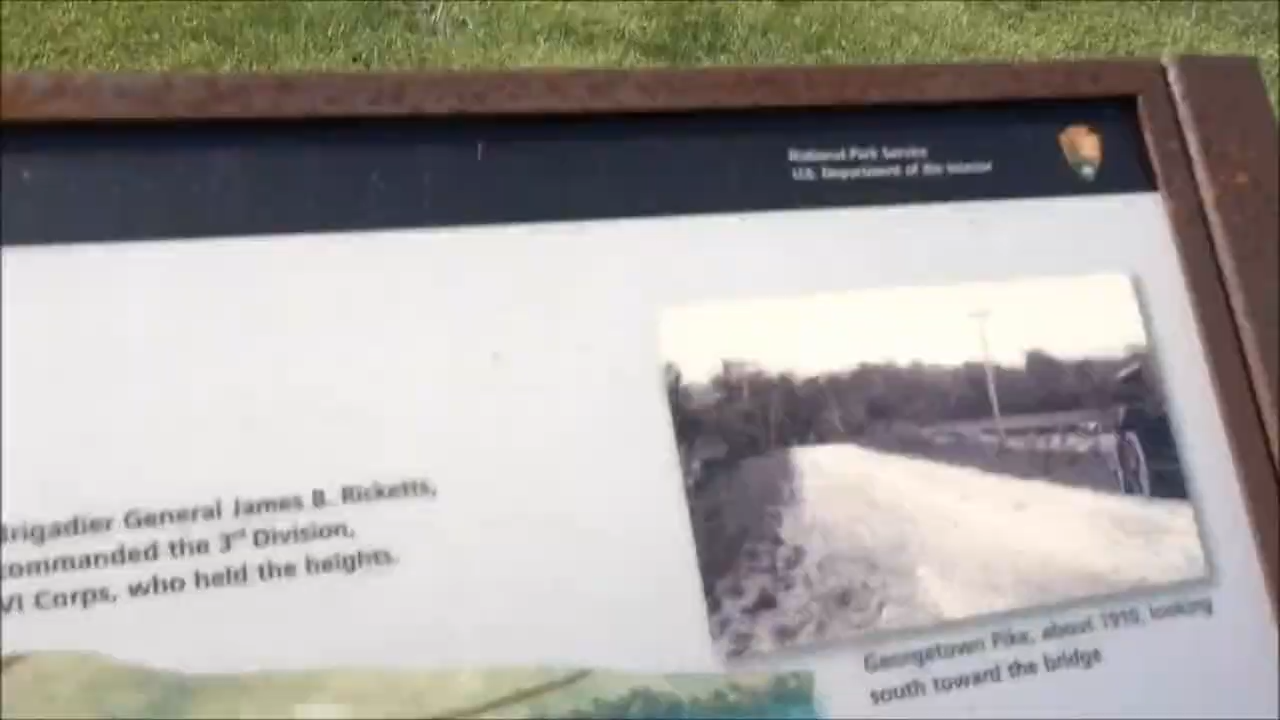 National Park Service
U.S. Department of the Interior
Brigadier General James B. Ricketts,
commanded the 3rd Division,
VI Corps, who held the heights.
Georgetown Pike, about 1910, looking
south toward the bridge